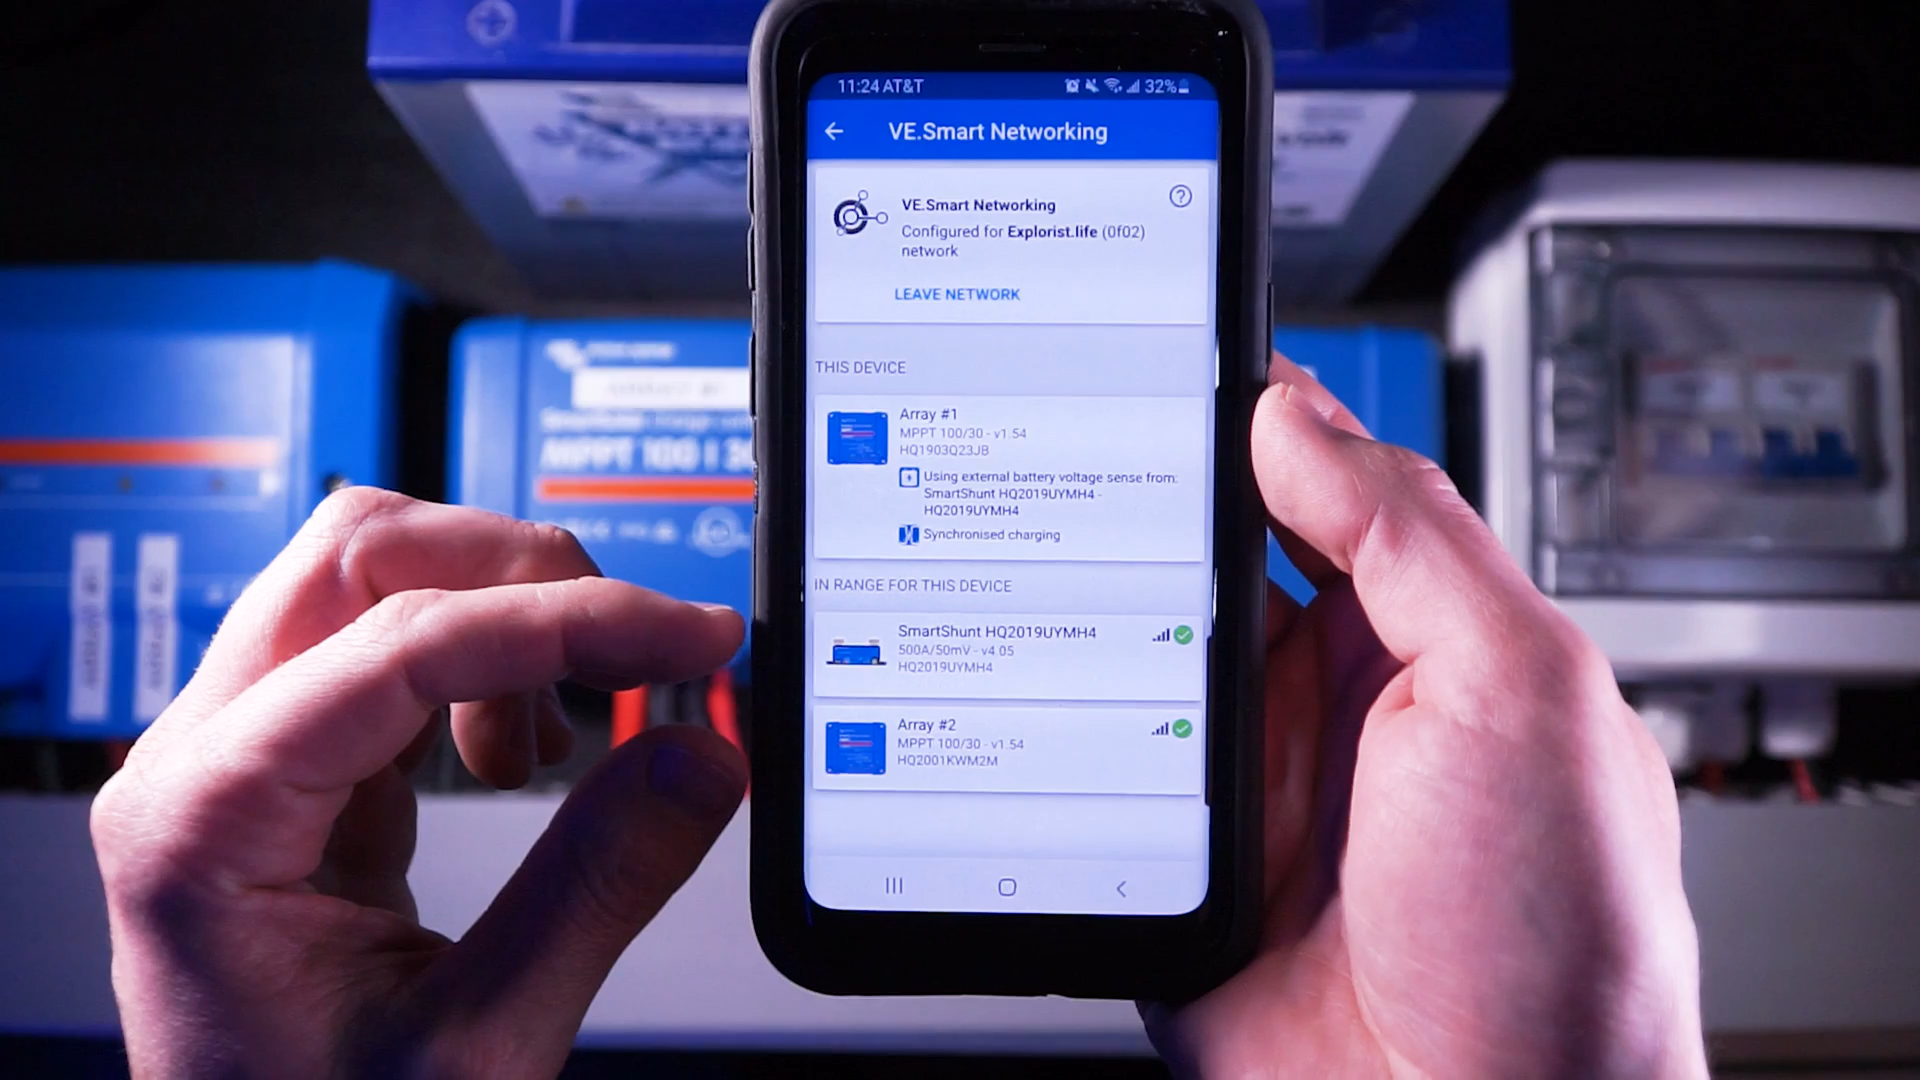 11:24 AT&T 32%
VE.Smart Networking
VE.Smart Networking
Configured for Explorist.life (0f02)
network
LEAVE NETWORK
THIS DEVICE
Array #1
MPPT 100/30 - v1.54
HQ1903Q23JB
Using external battery voltage sense from:
SmartShunt HQ2019UYMH4 -
HQ2019UYMH4
Synchronised charging
IN RANGE FOR THIS DEVICE
SmartShunt HQ2019UYMH4
500A/50mV - v4.05
HQ2019UYMH4
Array #2
MPPT 100/30 - v1.54
HQ2001KWM2M
MPPT 100 | 30